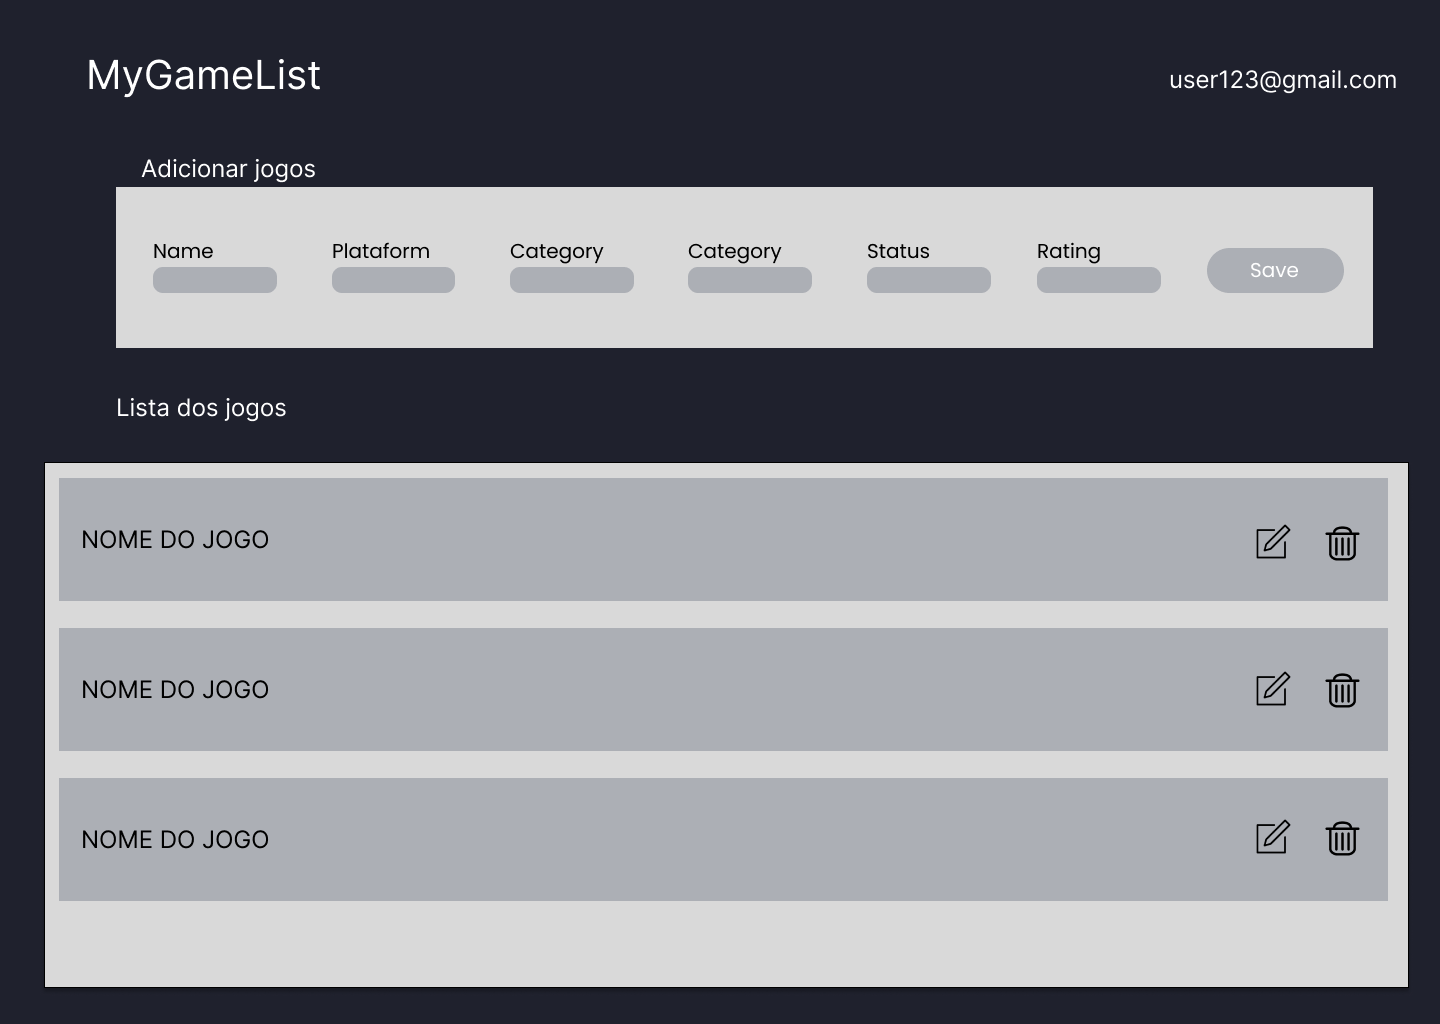 MyGameList
user123@gmail.com
Adicionar jogos
Name
Plataform
Category
Category
Status
Rating
Save
Lista dos jogos
NOME DO JOGO
NOME DO JOGO
NOME DO JOGO